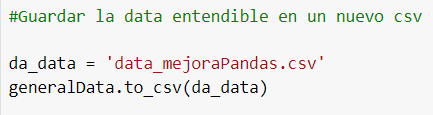 #Guardar la data entendible en un nuevo csv
da_data = 'data_mejoraPandas.csv'
generalData.to_csv(da_data)